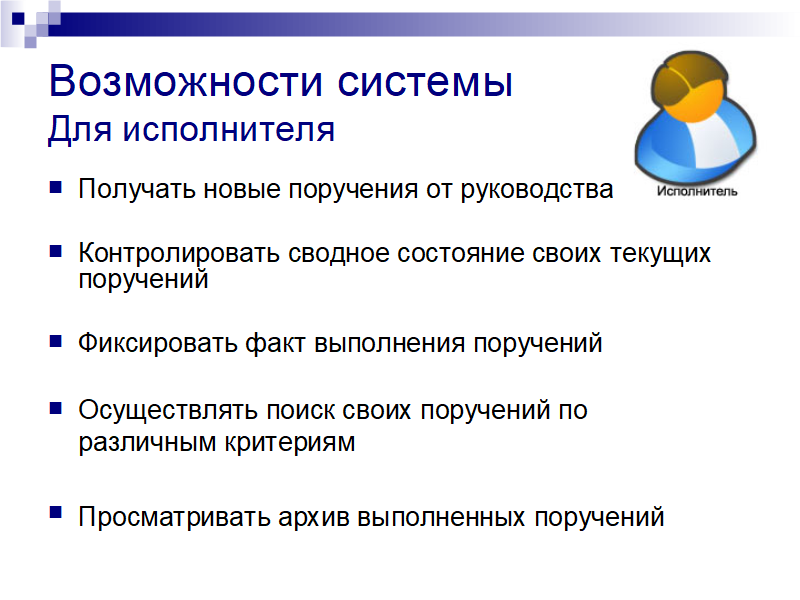 Возможности системы
Для исполнителя
Исполнитель
Получать новые поручения от руководства
Контролировать сводное состояние своих текущих
поручений
Фиксировать факт выполнения поручений
Осуществлять поиск своих поручений по
различным критериям
Просматривать архив выполненных поручений